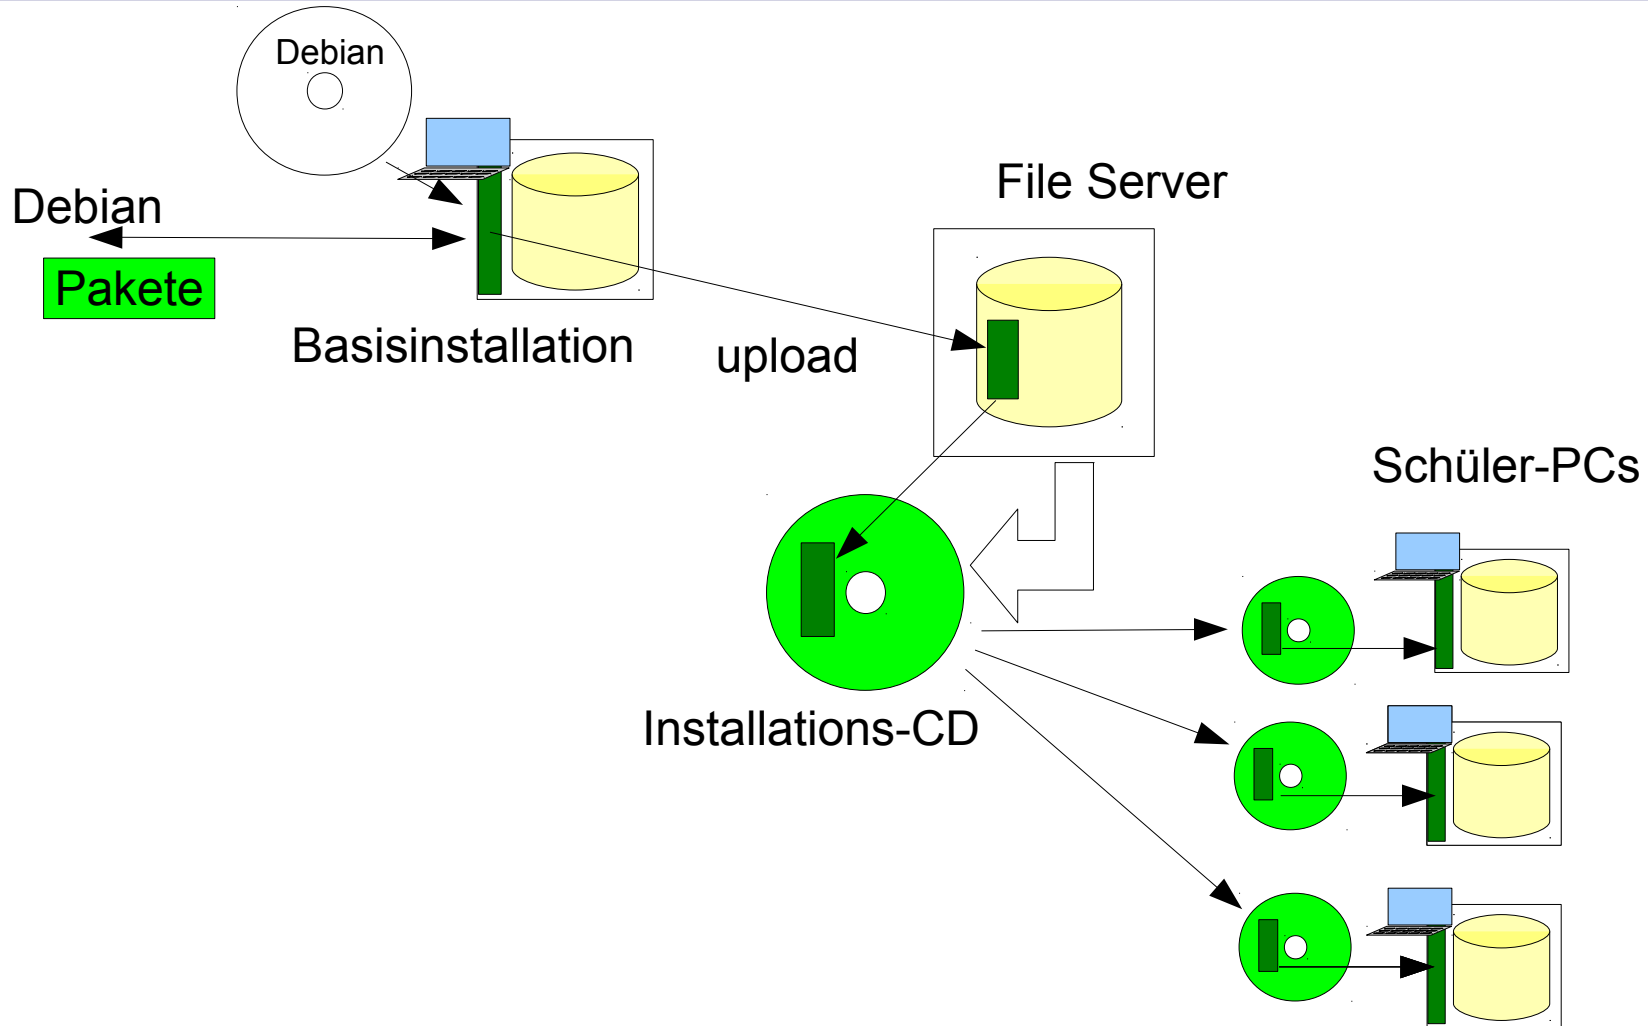 Debian
Debian
Pakete
Basisinstallation
upload
File Server
Schüler-PCs
Installations-CD